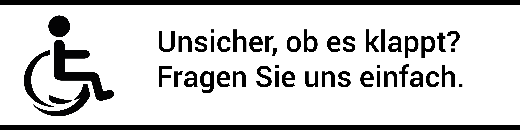 Unsicher, ob es klappt?
Fragen Sie uns einfach.